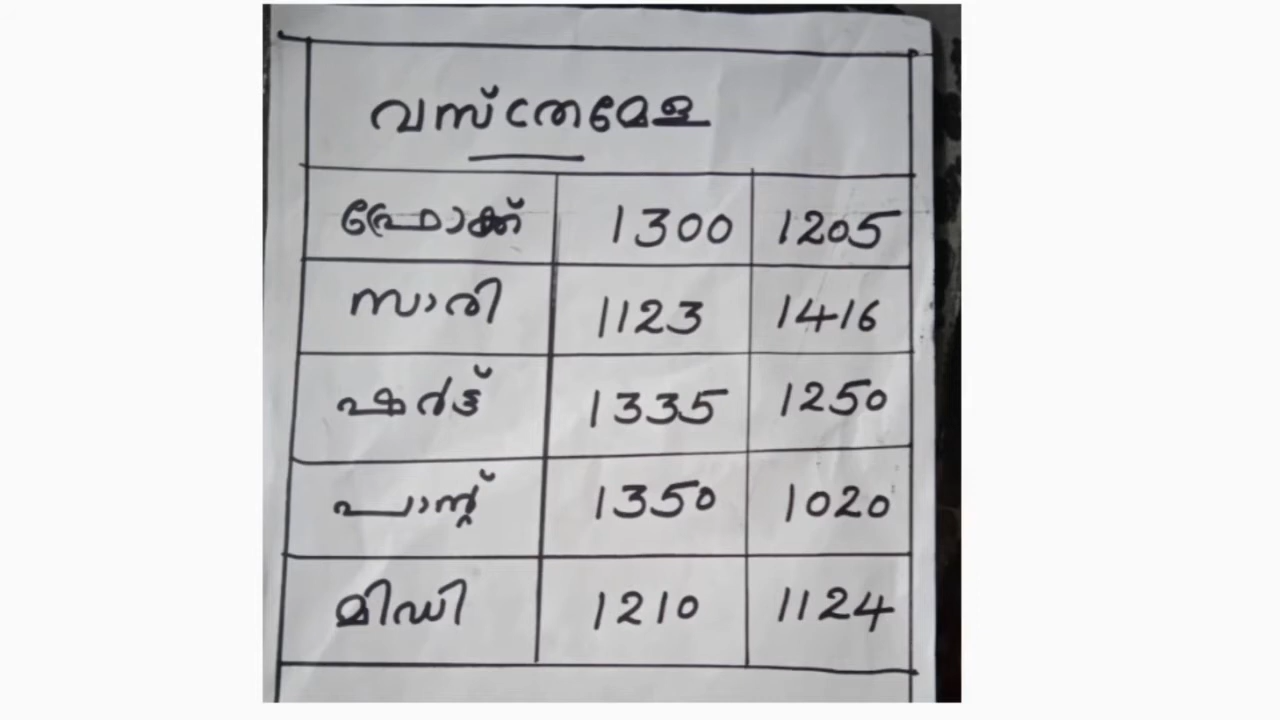 വസ്ത്രമേള
ഫ്രോക്ക് 1300 1205
സാരി 1123 1416
ഷർട്ട് 1335 1250
പാന്റ് 1350 1020
മിഡി 1210 1124